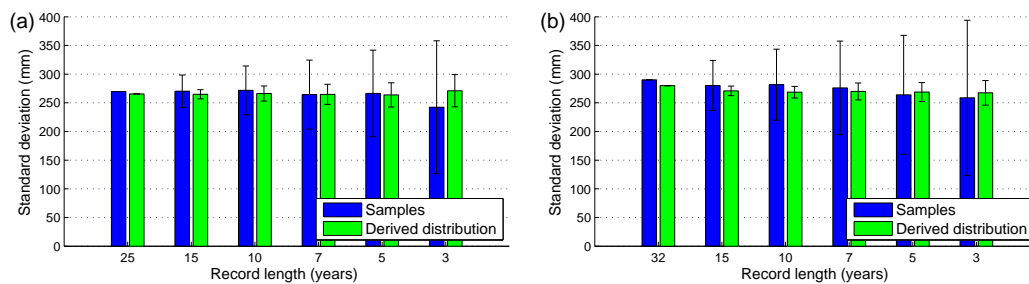 (a)
Standard deviation (mm)
400
350
300
250
200
150
100
50
0
25 15 10 7 5 3
Record length (years)
Samples
Derived distribution
(b)
Standard deviation (mm)
400
350
300
250
200
150
100
50
0
32 15 10 7 5 3
Record length (years)
Samples
Derived distribution